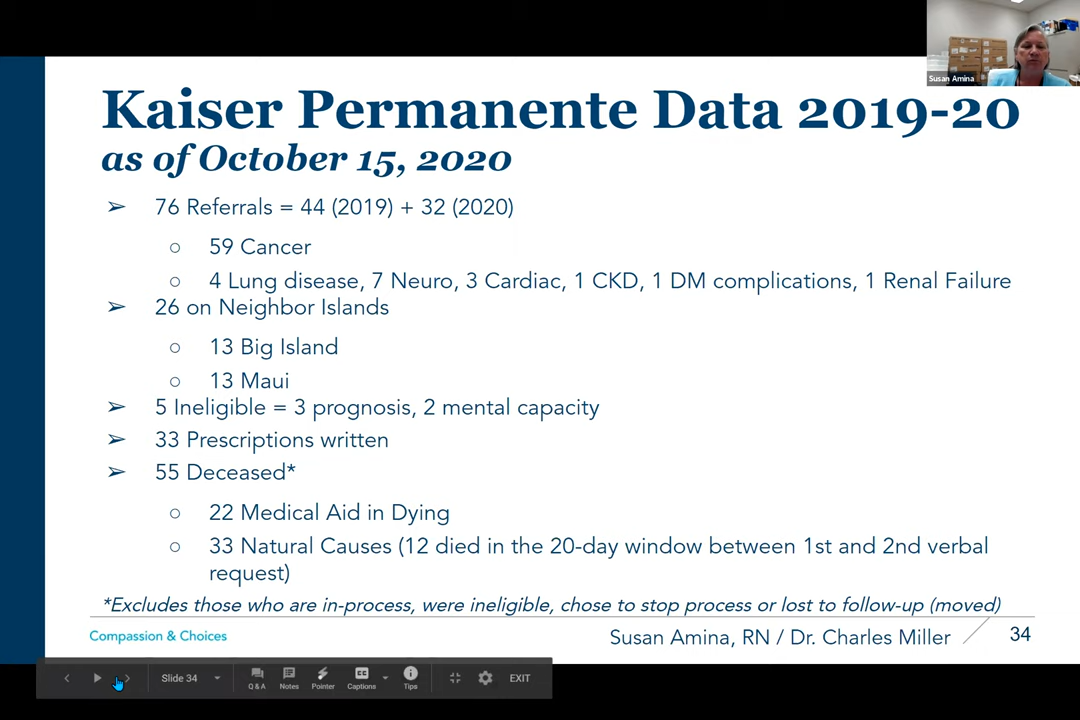 Susan Amina
Kaiser Permanente Data 2019-20
as of October 15, 2020
➢ 76 Referrals = 44 (2019) + 32 (2020)
○ 59 Cancer
○ 4 Lung disease, 7 Neuro, 3 Cardiac, 1 CKD, 1 DM complications, 1 Renal Failure
➢ 26 on Neighbor Islands
○ 13 Big Island
○ 13 Maui
➢ 5 Ineligible = 3 prognosis, 2 mental capacity
➢ 33 Prescriptions written
➢ 55 Deceased*
○ 22 Medical Aid in Dying
○ 33 Natural Causes (12 died in the 20-day window between 1st and 2nd verbal
request)
*Excludes those who are in-process, were ineligible, chose to stop process or lost to follow-up (moved)
Compassion & Choices
Susan Amina, RN / Dr. Charles Miller
34
Slide 34
Q & A
Notes
Pointer
CC
Captions
Tips
EXIT